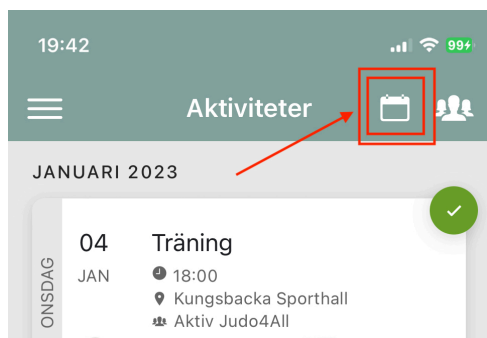 19:42
99
Aktiviteter
JANUARI 2023
ONSDAG
04
JAN
Träning
18:00
Kungsbacka Sporthall
Aktiv Judo4All